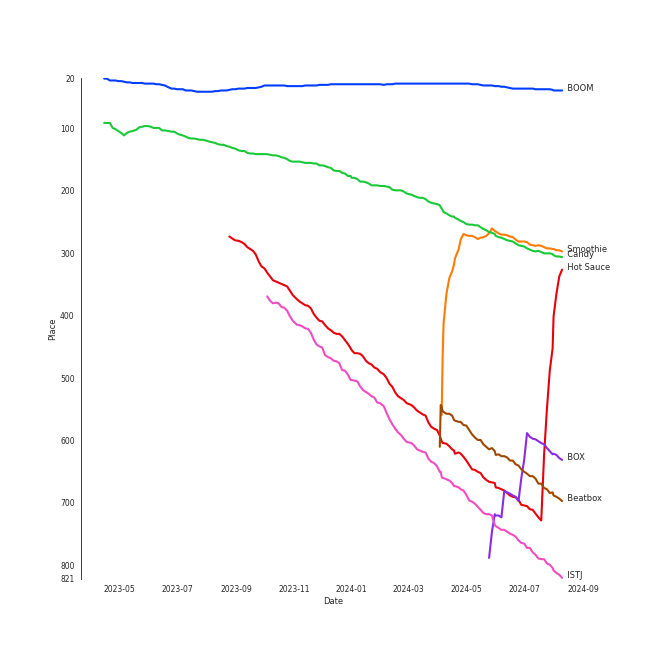 20
100
200
300
400
500
600
700
800
821
Place
2023-05
2023-07
2023-09
2023-11
2024-01
2024-03
2024-05
2024-07
2024-09
Date
BOOM
Smoothie
Candy
Hot Sauce
BOX
Beatbox
ISTJ